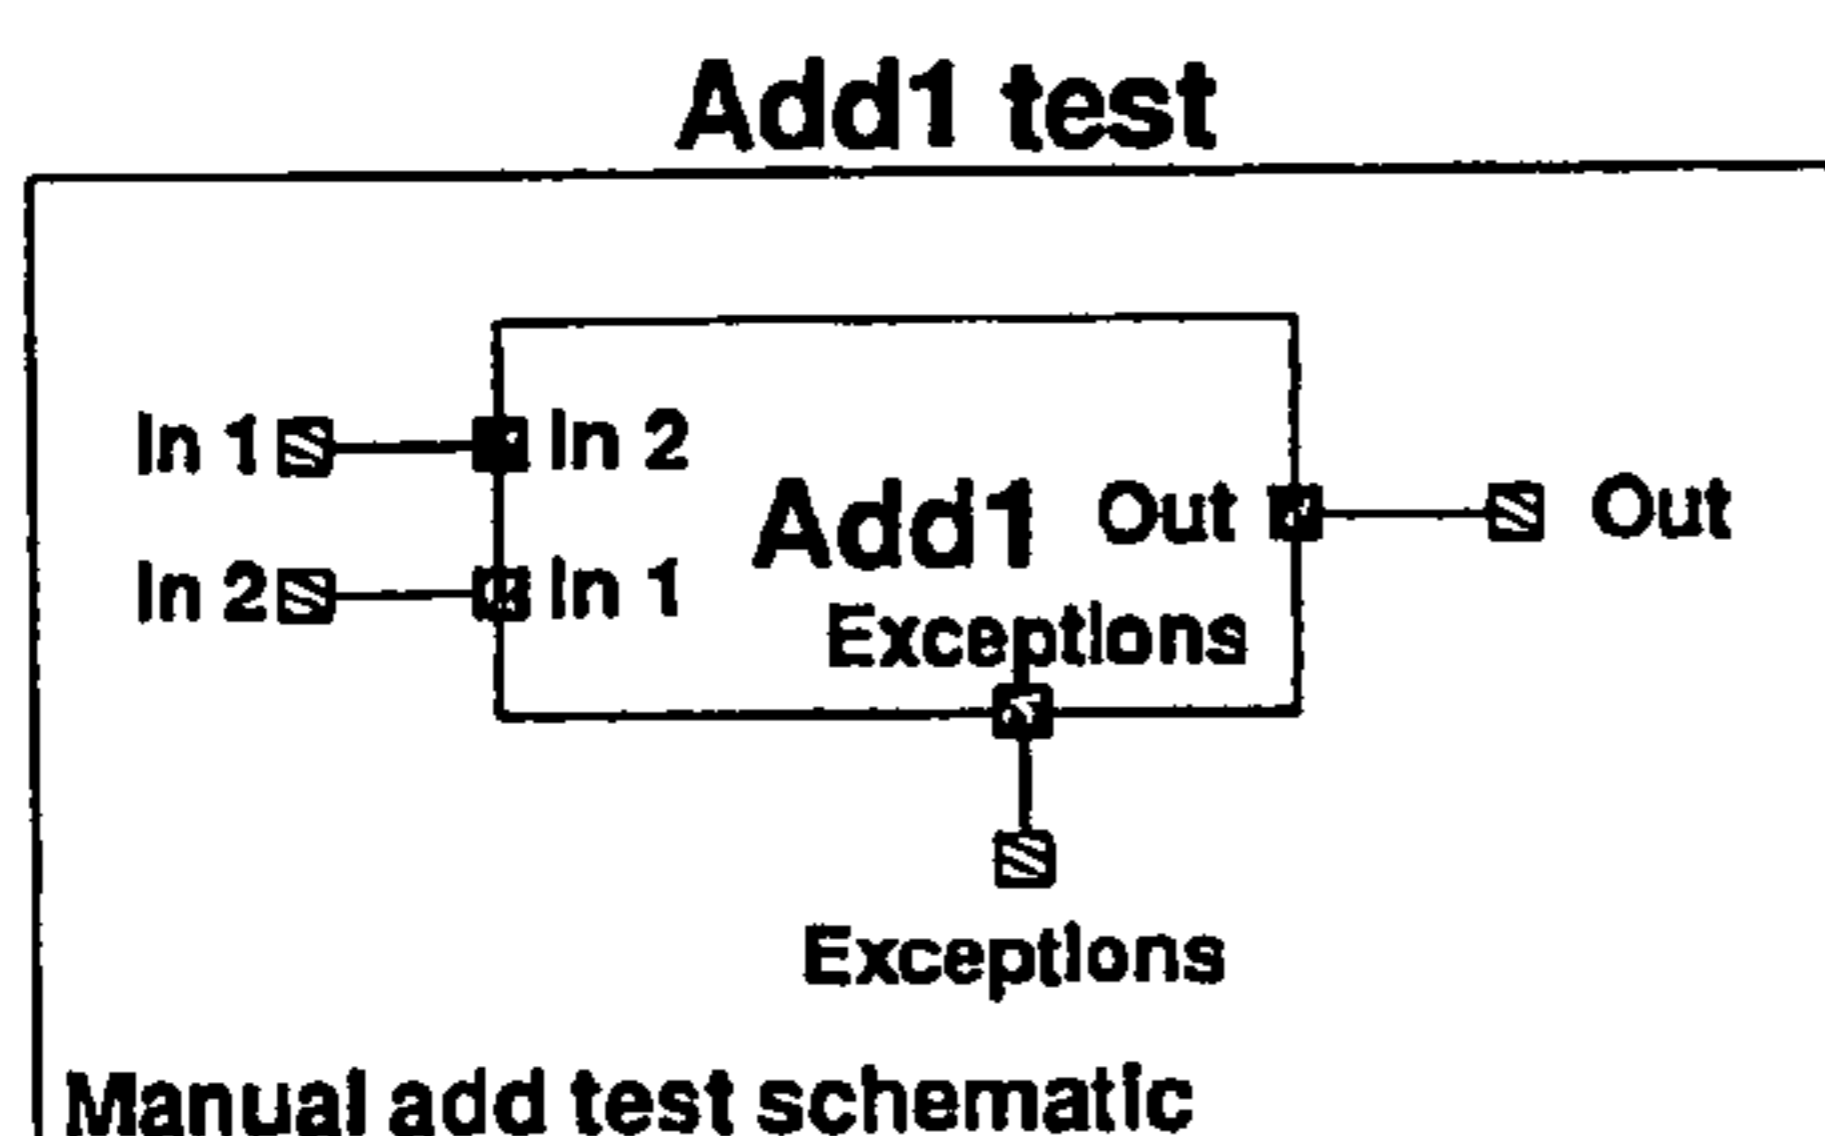 Add1 test
In 1 In 2
Add1 Out Out
In 2 In 1
Exceptions
Exceptions
Manual add test schematic